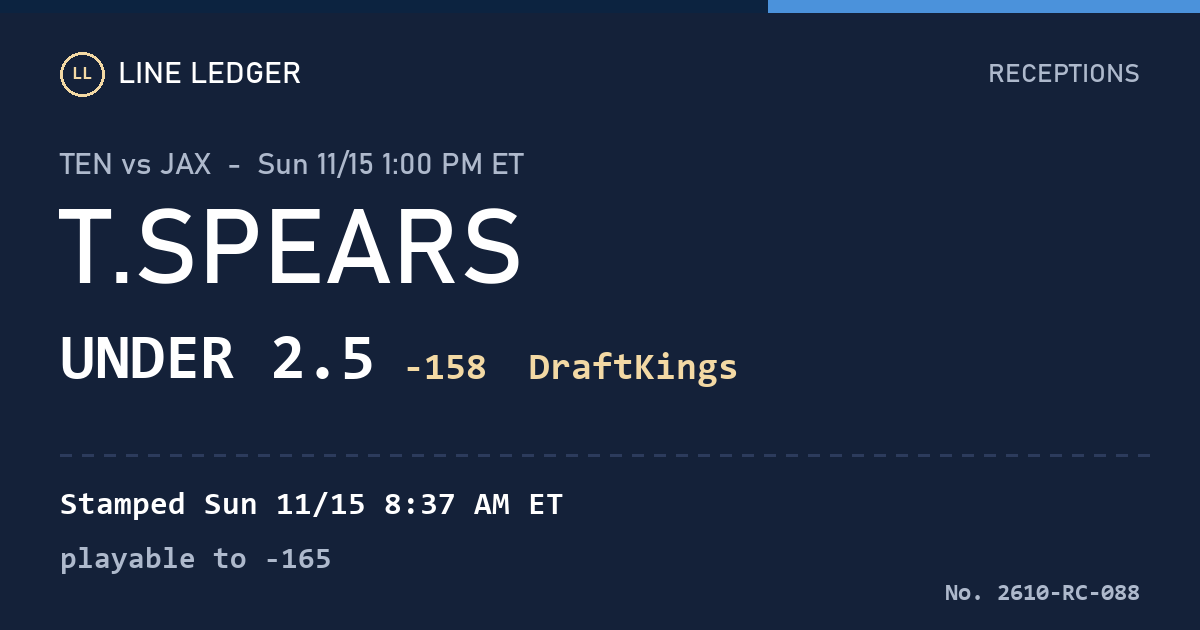 LL LINE LEDGER
RECEPTIONS
TEN vs JAX - Sun 11/15 1:00 PM ET
T.SPEARS
UNDER 2.5 -158 DraftKings
Stamped Sun 11/15 8:37 AM ET
playable to -165
No. 2610-RC-088